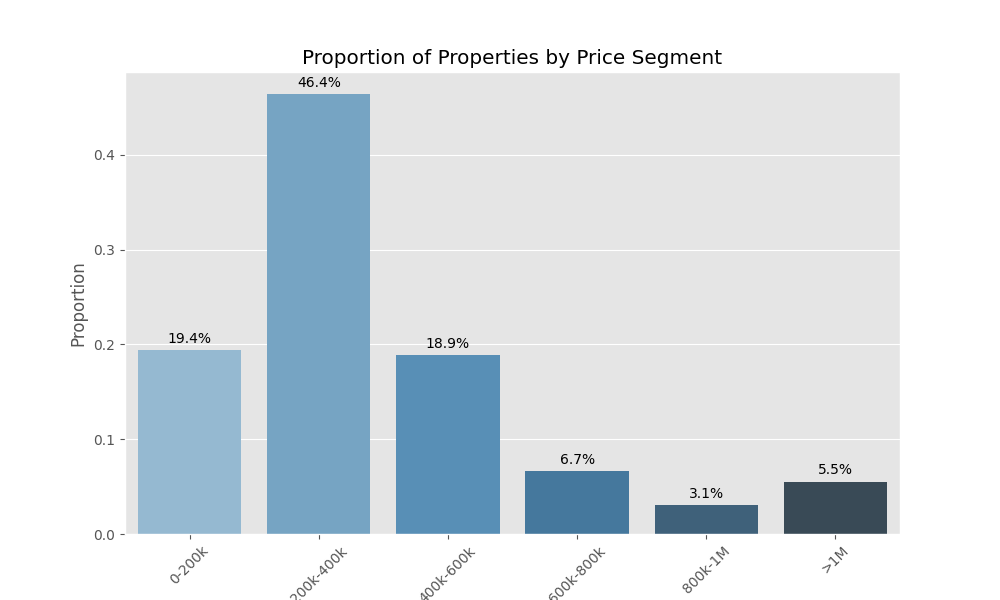 Proportion of Properties by Price Segment
46.4%
0.4
0.3
Proportion
19.4%
18.9%
0.2
6.7%
5.5%
3.1%
0.1
0.0
0-200k
200k-400k
400k-600k
600k-800k
800k-1M
>1M